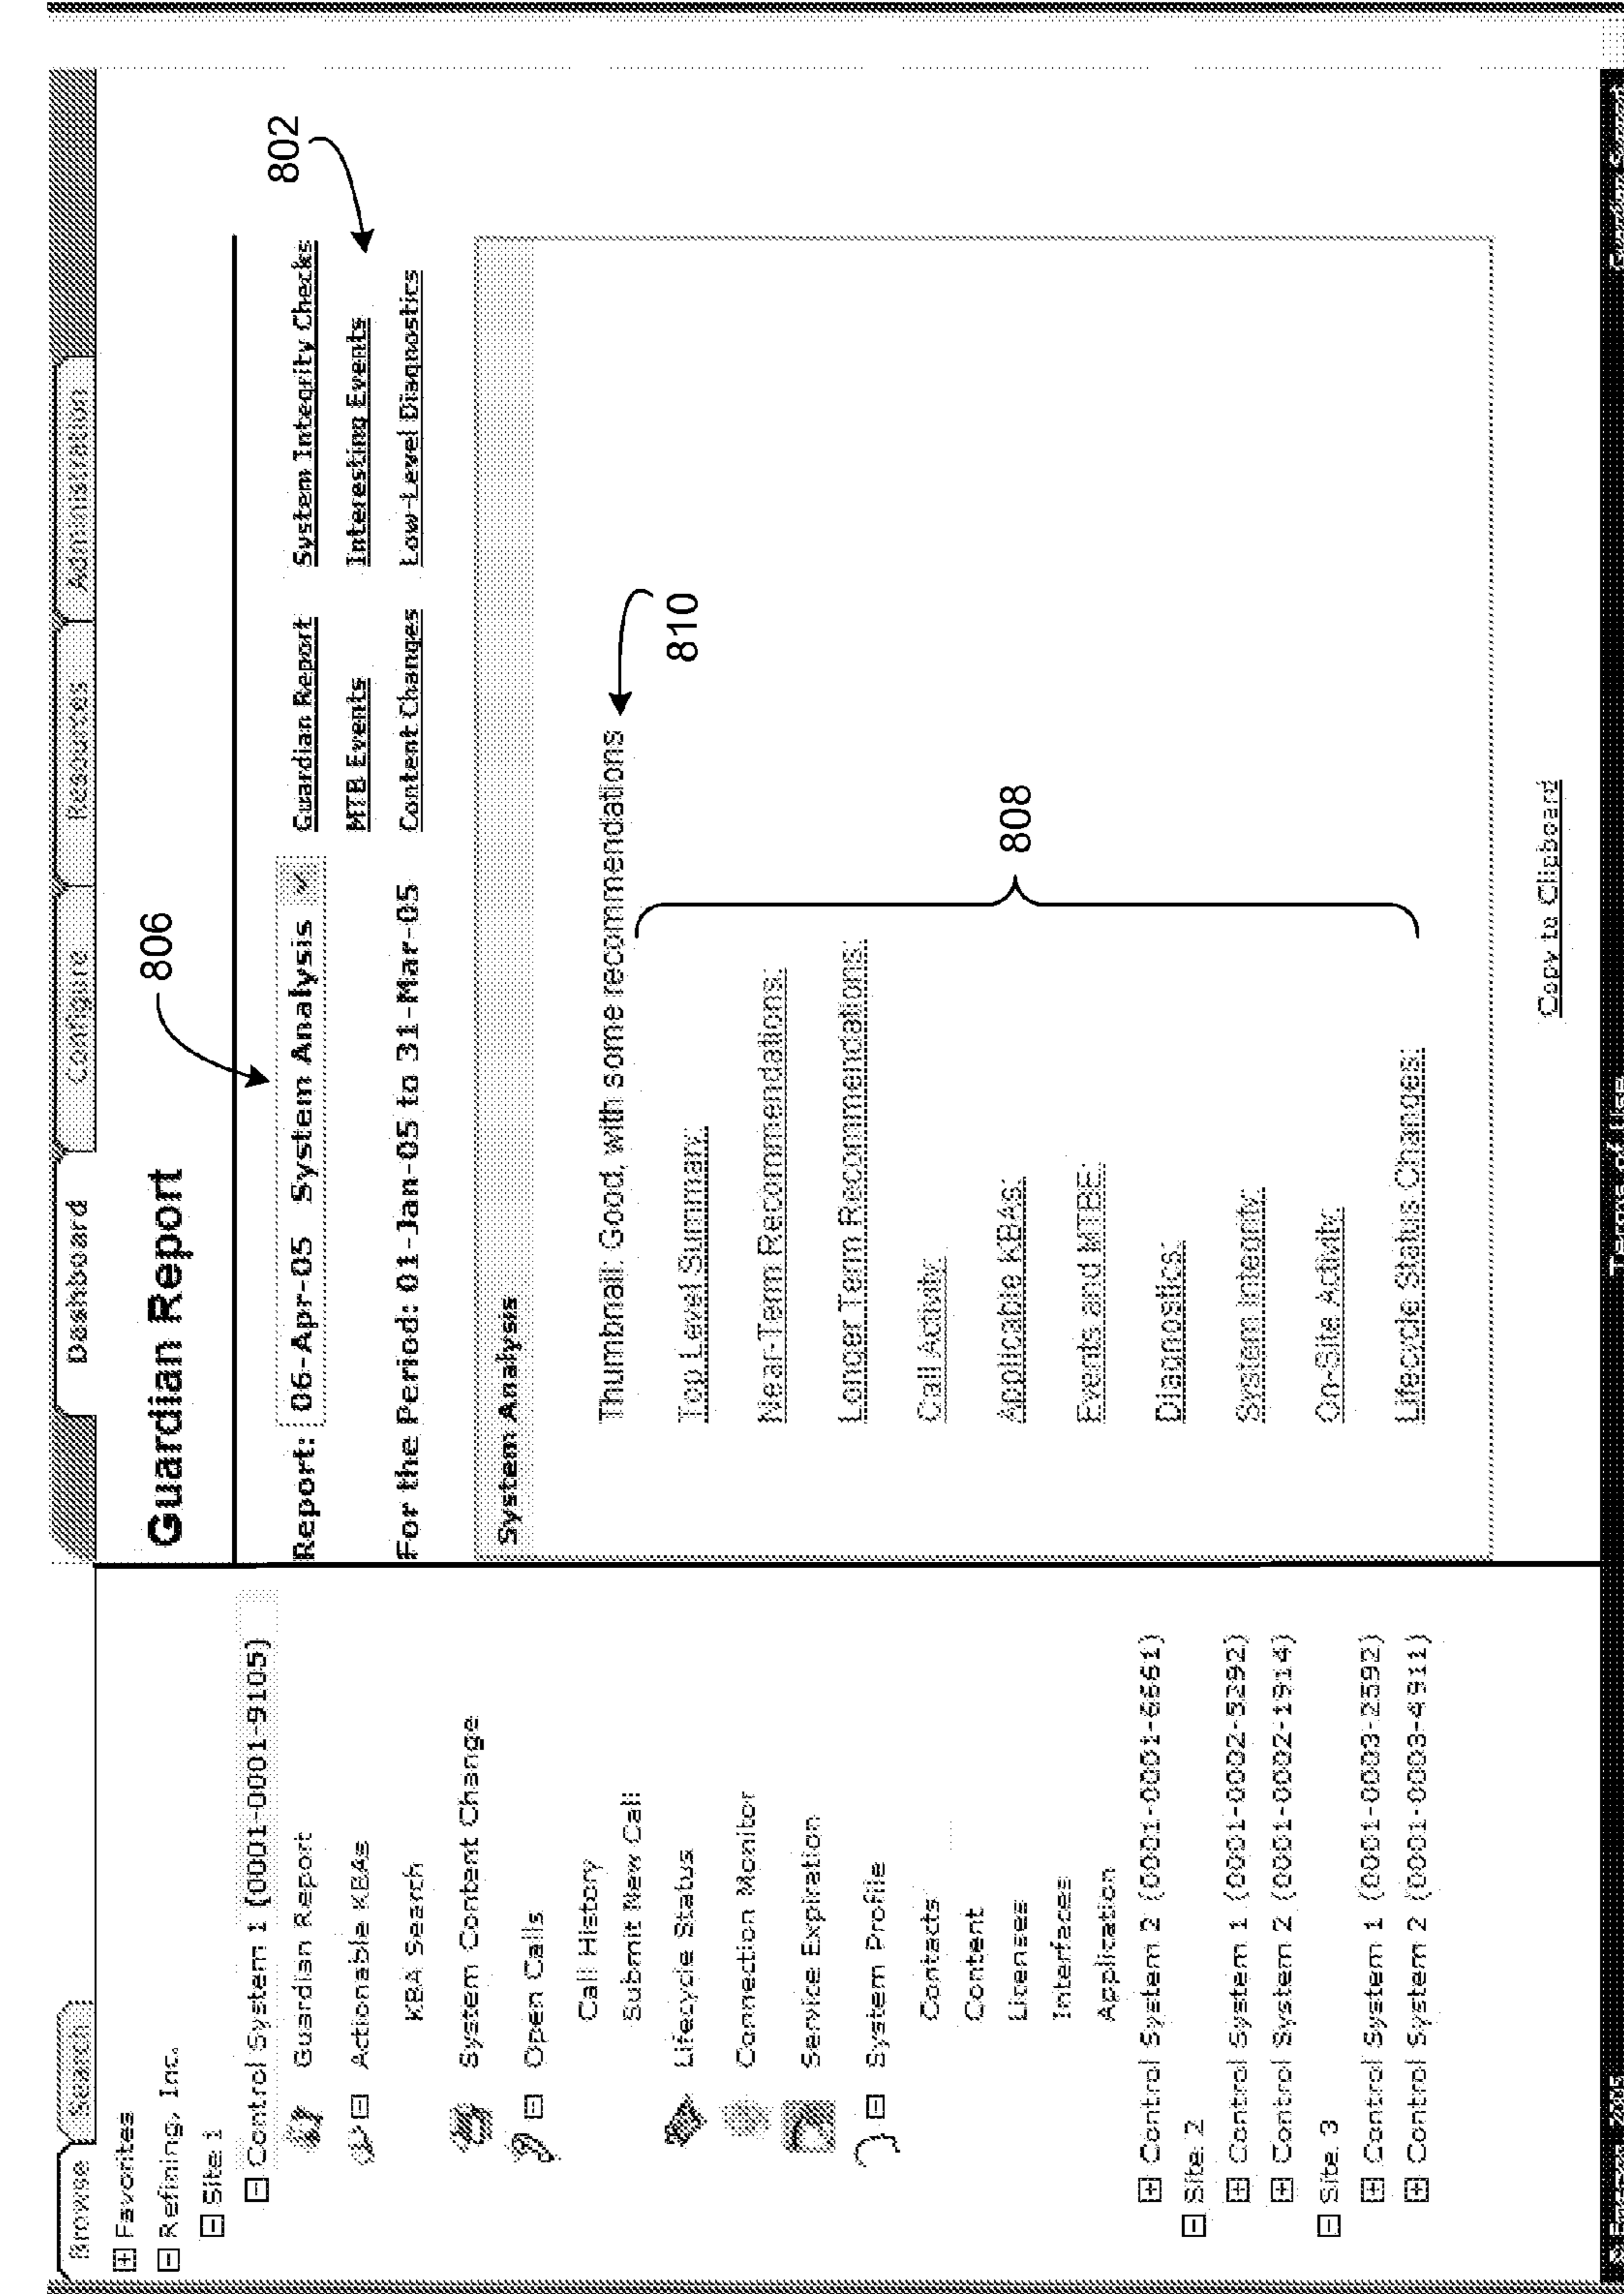 Browse Search
Favorites
Refining, Inc.
Site 1
Control System 1 (0001-0001-9105)
Guardian Report
Actionable KBAs
KBA Search
System Content Change
Open Calls
Call History
Submit New Call
Lifecycle Status
Connection Monitor
Service Expiration
System Profile
Contacts
Content
Licenses
Interfaces
Application
Control System 2 (0001-0001-6661)
Site 2
Control System 1 (0001-0002-5292)
Control System 2 (0001-0002-1914)
Site 3
Control System 1 (0001-0003-2592)
Control System 2 (0001-0003-4911)
Dashboard Configure Resources Administration
Guardian Report
806
802
Report: 06-Apr-05 System Analysis
Guardian Report System Integrity Checks
MTB Events Interesting Events
For the Period: 01-Jan-05 to 31-Mar-05 Content Changes Low-Level Diagnostics
System Analysis
Thumbnail: Good, with some recommendations
810
Top Level Summary:
Near-Term Recommendations:
Longer Term Recommendations:
Call Activity:
Applicable KBAs:
Events and MTBE:
Diagnostics:
System Integrity:
On-Site Activity:
Lifecycle Status Changes:
808
Copy to Clipboard
Terms of Use